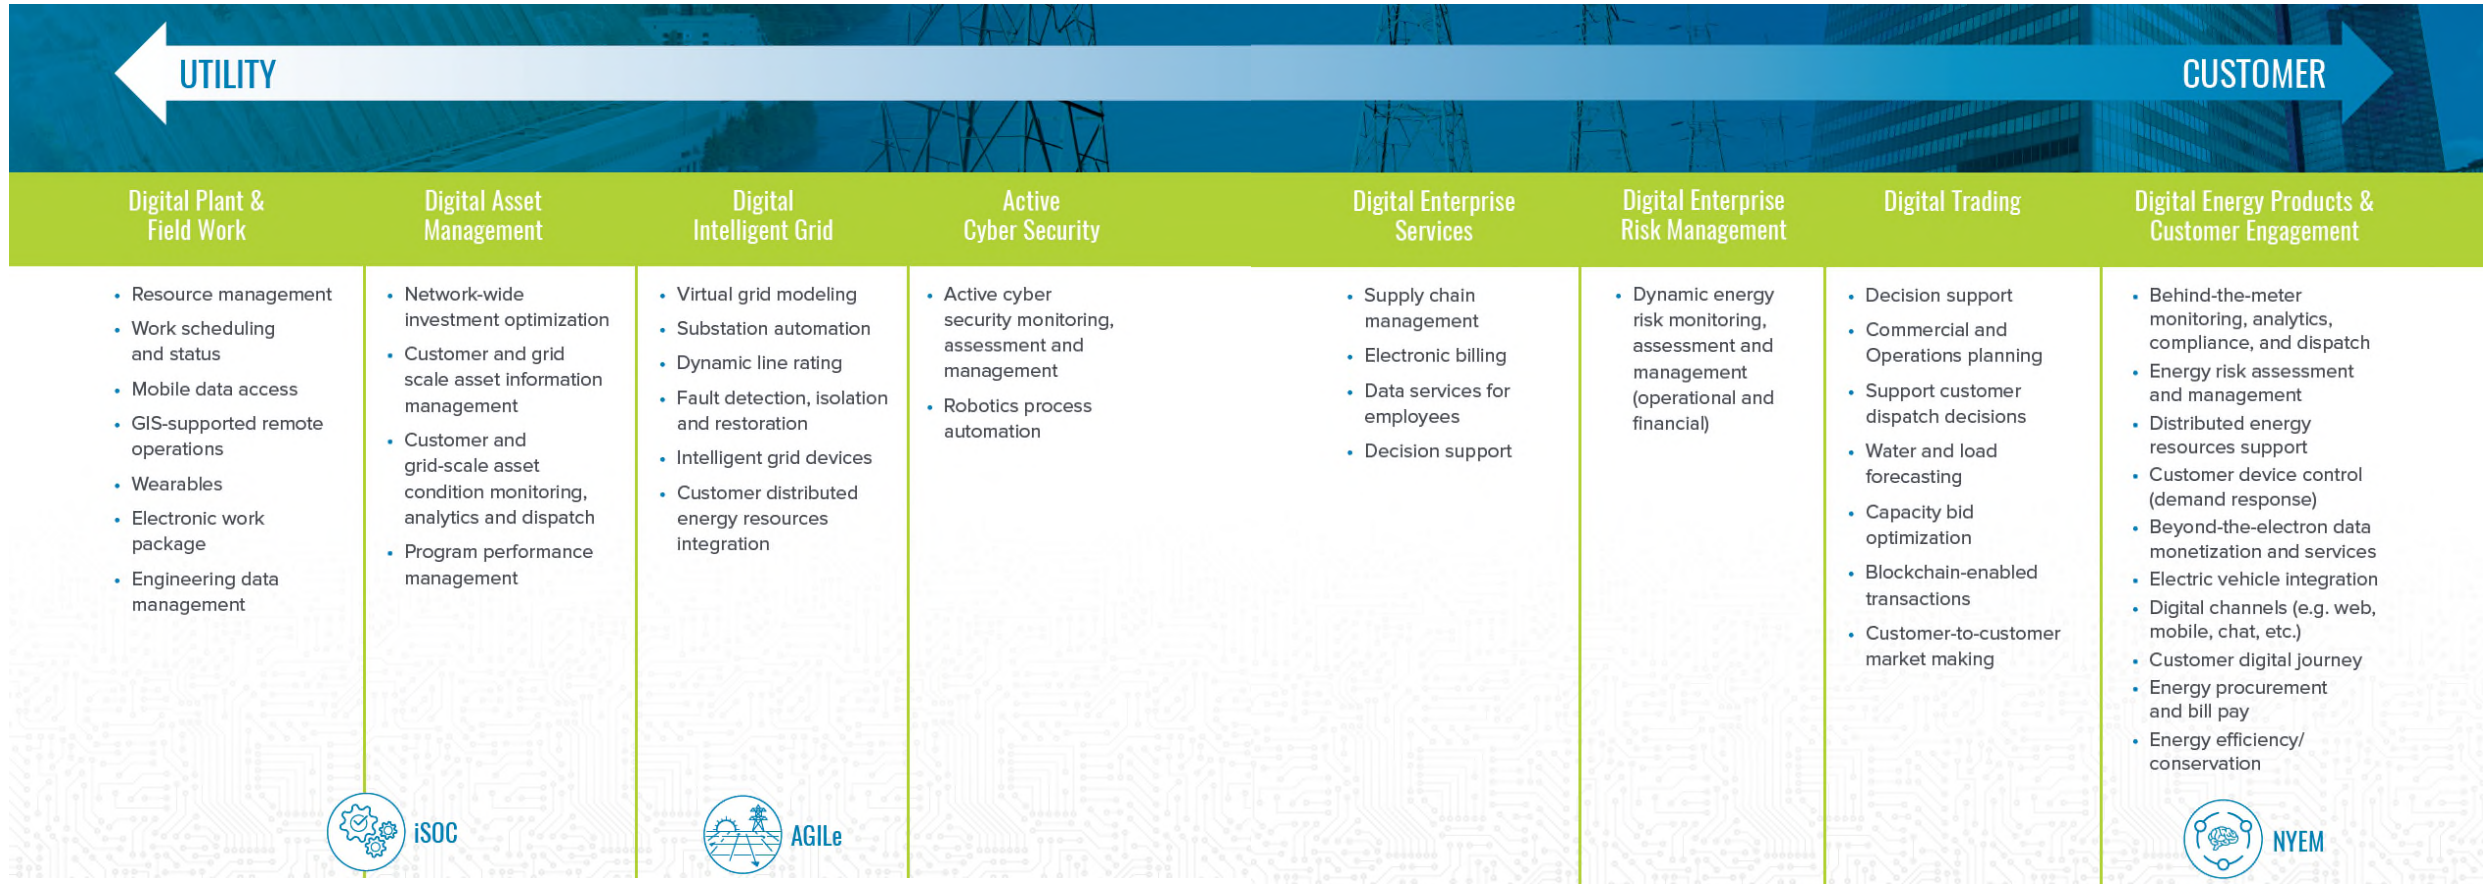 UTILITY
CUSTOMER
Digital Plant &
Field Work
• Resource management
• Work scheduling
and status
• Mobile data access
• GIS-supported remote
operations
• Wearables
• Electronic work
package
• Engineering data
management
Digital Asset
Management
• Network-wide
investment optimization
• Customer and grid
scale asset information
management
• Customer and
grid-scale asset
condition monitoring,
analytics and dispatch
• Program performance
management
iSOC
Digital
Intelligent Grid
• Virtual grid modeling
• Substation automation
• Dynamic line rating
• Fault detection, isolation
and restoration
• Intelligent grid devices
• Customer distributed
energy resources
integration
AGILe
Active
Cyber Security
• Active cyber
security monitoring,
assessment and
management
• Robotics process
automation
Digital Enterprise
Services
• Supply chain
management
• Electronic billing
• Data services for
employees
• Decision support
Digital Enterprise
Risk Management
• Dynamic energy
risk monitoring,
assessment and
management
(operational and
financial)
Digital Trading
• Decision support
• Commercial and
Operations planning
• Support customer
dispatch decisions
• Water and load
forecasting
• Capacity bid
optimization
• Blockchain-enabled
transactions
• Customer-to-customer
market making
Digital Energy Products &
Customer Engagement
• Behind-the-meter
monitoring, analytics,
compliance, and dispatch
• Energy risk assessment
and management
• Distributed energy
resources support
• Customer device control
(demand response)
• Beyond-the-electron data
monetization and services
• Electric vehicle integration
• Digital channels (e.g. web,
mobile, chat, etc.)
• Customer digital journey
• Energy procurement
and bill pay
• Energy efficiency/
conservation
NYEM